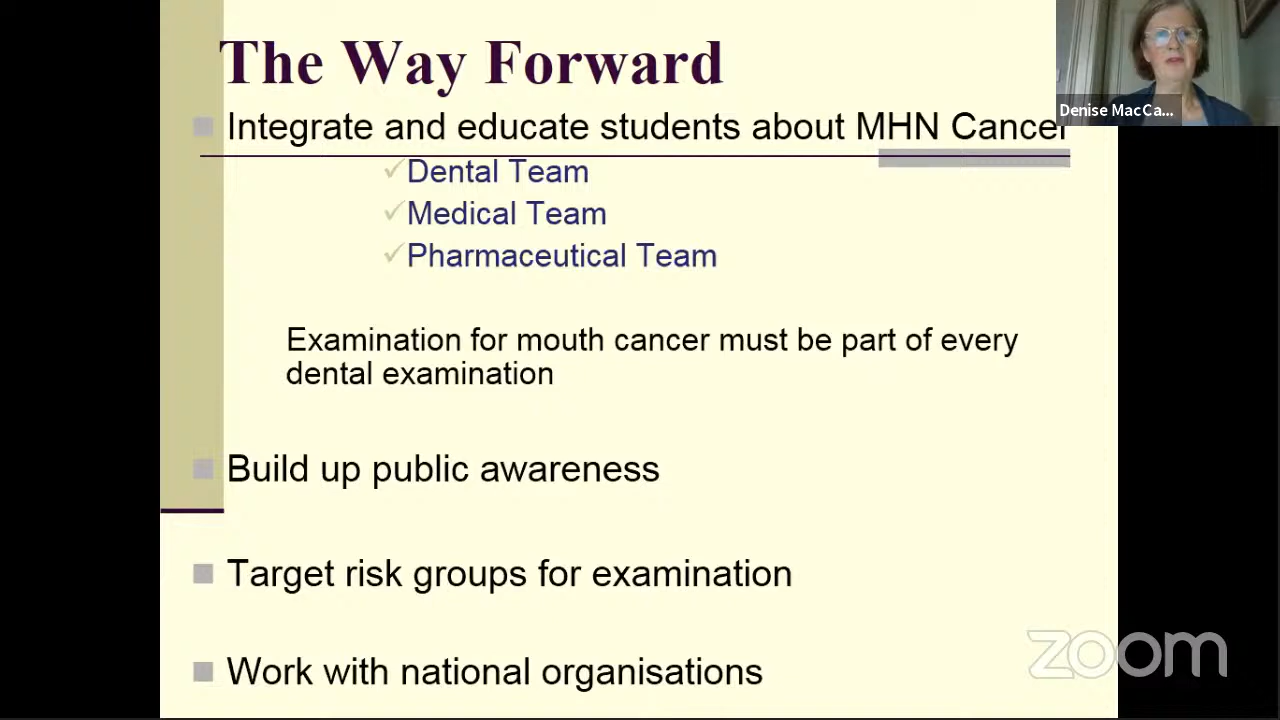 The Way Forward
Integrate and educate students about MHN Cancer
Denise MacCa...
Dental Team
Medical Team
Pharmaceutical Team
Examination for mouth cancer must be part of every
dental examination
Build up public awareness
Target risk groups for examination
Work with national organisations
zoom